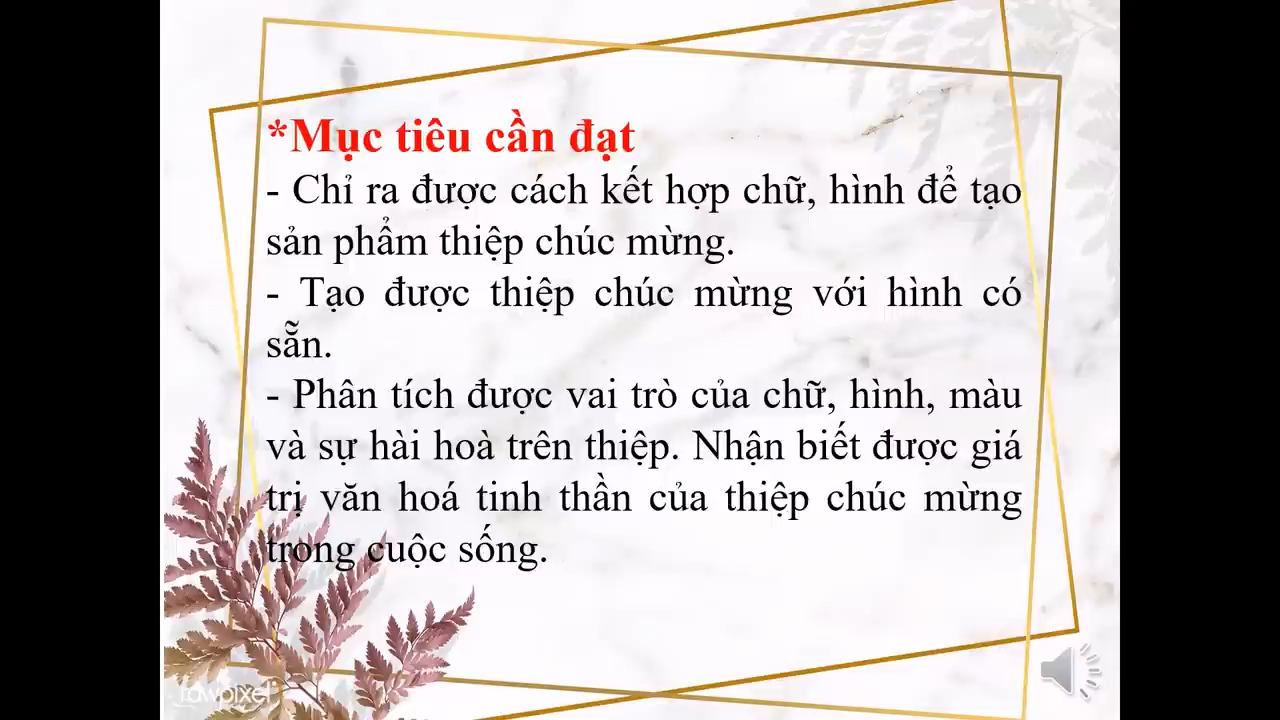 *Mục tiêu cần đạt
- Chỉ ra được cách kết hợp chữ, hình để tạo
sản phẩm thiệp chúc mừng.
- Tạo được thiệp chúc mừng với hình có
sẵn.
- Phân tích được vai trò của chữ, hình, màu
và sự hài hoà trên thiệp. Nhận biết được giá
trị văn hoá tinh thần của thiệp chúc mừng
trong cuộc sống.
rawpixel